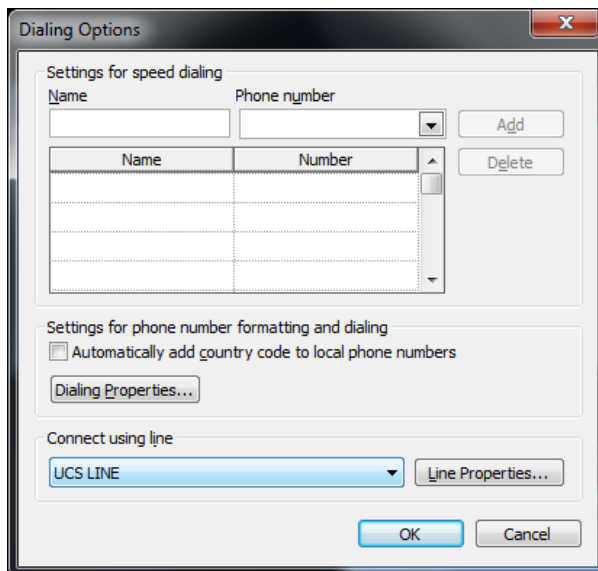 Dialing Options
Settings for speed dialing
Name Phone number
Add
Name Number
Delete
Settings for phone number formatting and dialing
Automatically add country code to local phone numbers
Dialing Properties...
Connect using line
UCS LINE
Line Properties...
OK Cancel